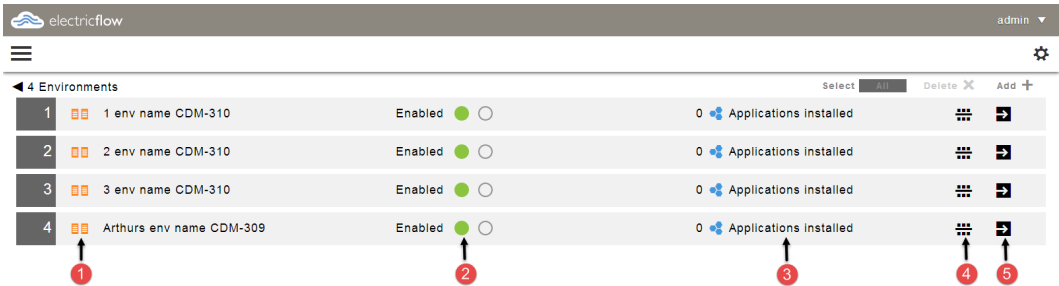 electricflow admin
4 Environments Select All Delete Add
1 1 env name CDM-310 Enabled 0 Applications installed
2 2 env name CDM-310 Enabled 0 Applications installed
3 3 env name CDM-310 Enabled 0 Applications installed
4 Arthurs env name CDM-309 Enabled 0 Applications installed
1 2 3 4 5